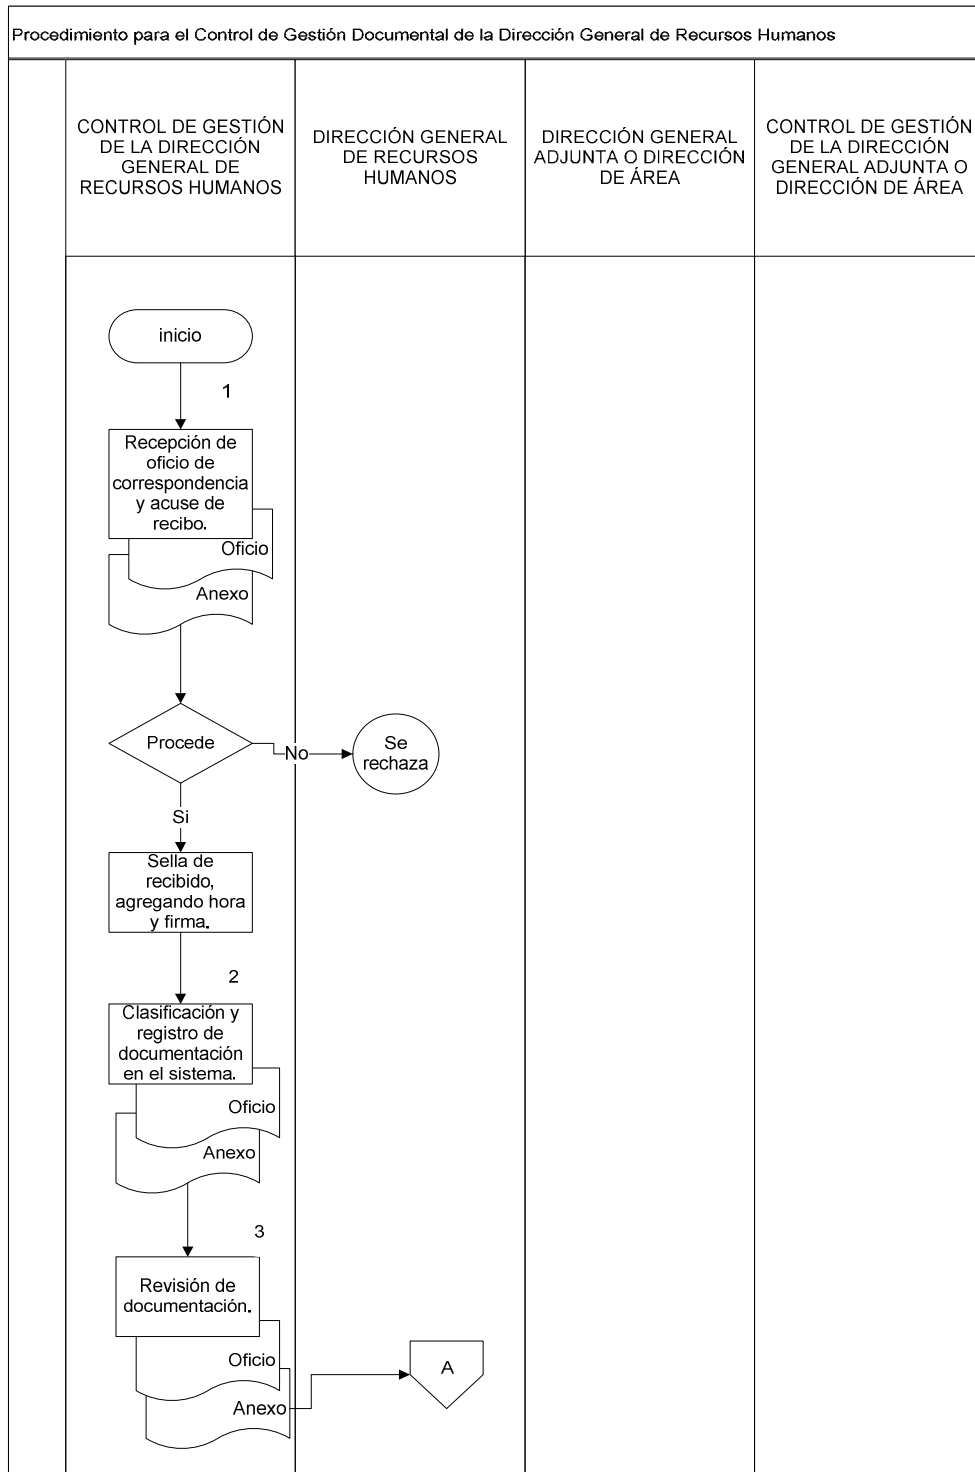 Procedimiento para el Control de Gestión Documental de la Dirección General de Recursos Humanos
CONTROL DE GESTIÓN
DE LA DIRECCIÓN
GENERAL DE
RECURSOS HUMANOS
DIRECCIÓN GENERAL
DE RECURSOS
HUMANOS
DIRECCIÓN GENERAL
ADJUNTA O DIRECCIÓN
DE ÁREA
CONTROL DE GESTIÓN
DE LA DIRECCIÓN
GENERAL ADJUNTA O
DIRECCIÓN DE ÁREA
inicio
1
Recepción de
oficio de
correspondencia
y acuse de
recibo.
Oficio
Anexo
Procede
No
Se
rechaza
Si
Sella de
recibido,
agregando hora
y firma.
2
Clasificación y
registro de
documentación
en el sistema.
Oficio
Anexo
3
Revisión de
documentación.
Oficio
Anexo
A